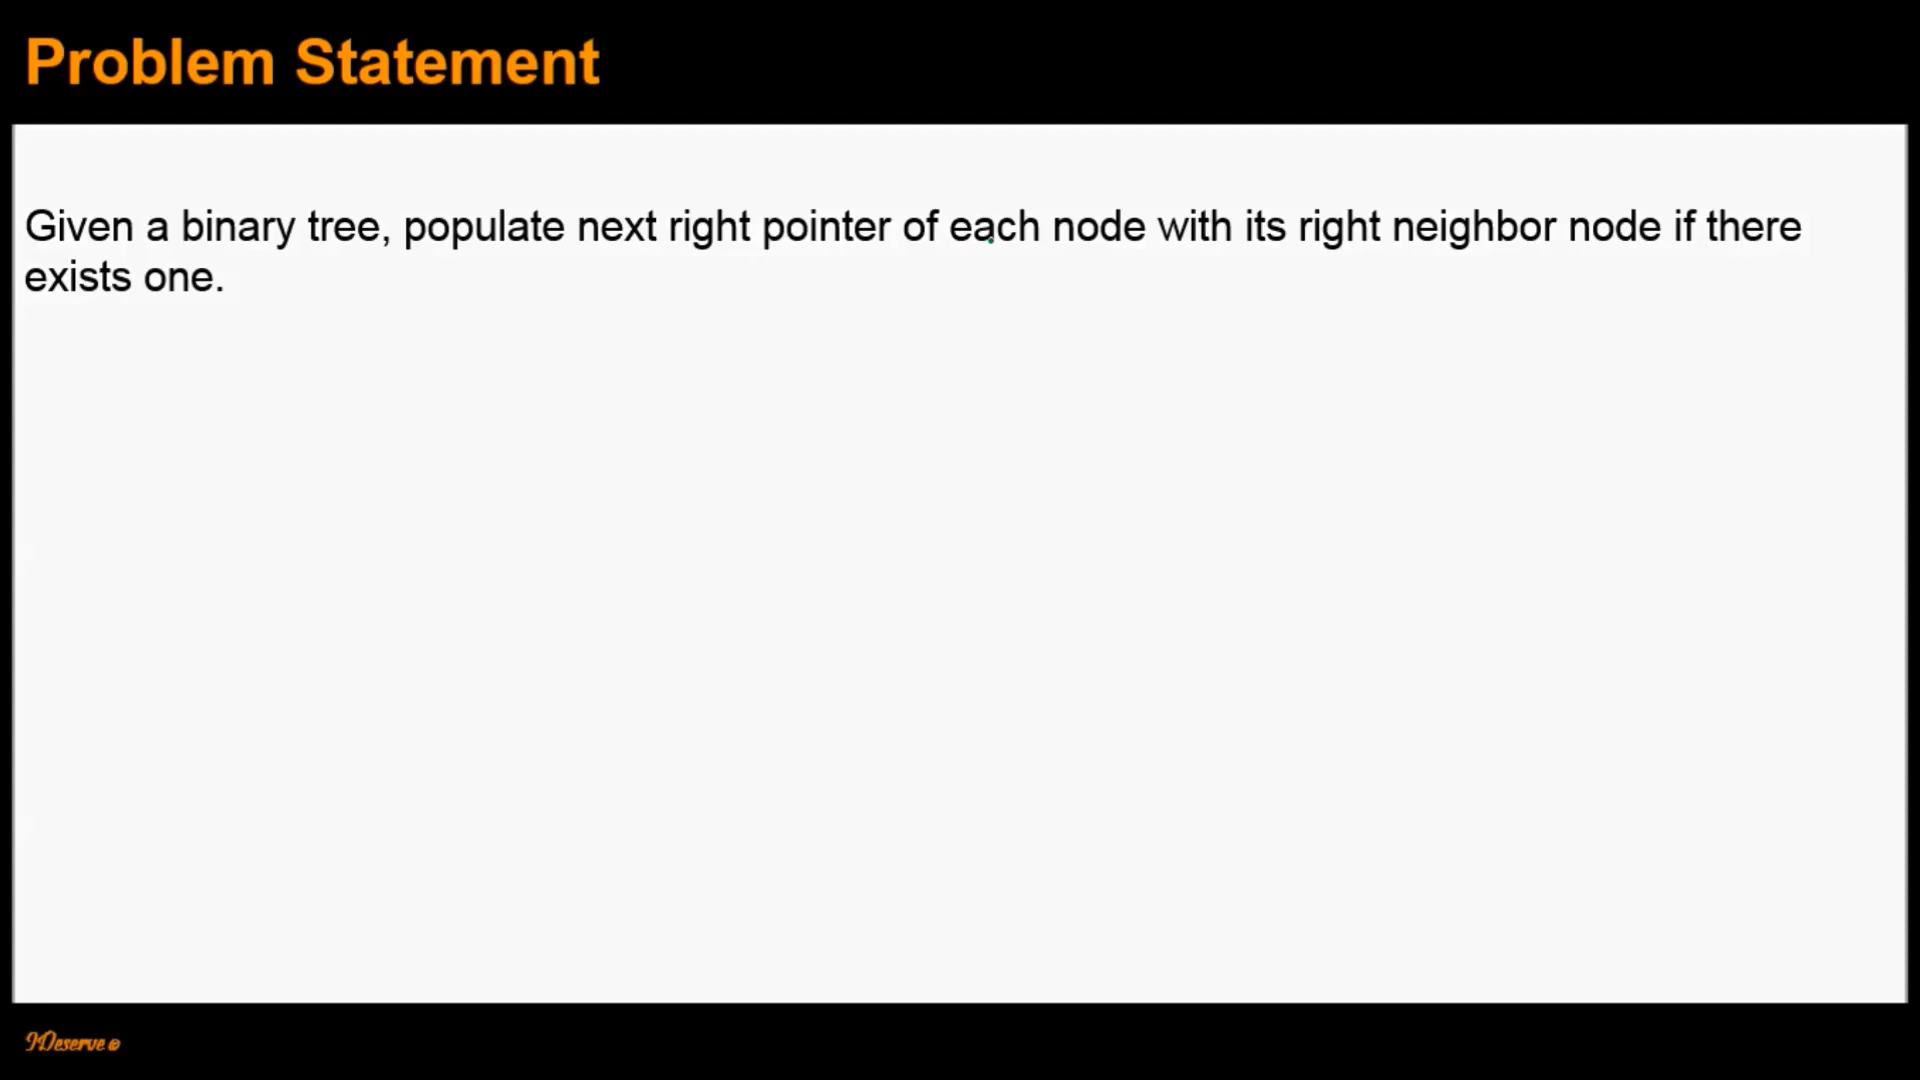 Problem Statement
Given a binary tree, populate next right pointer of each node with its right neighbor node if there
exists one.
IDeserve